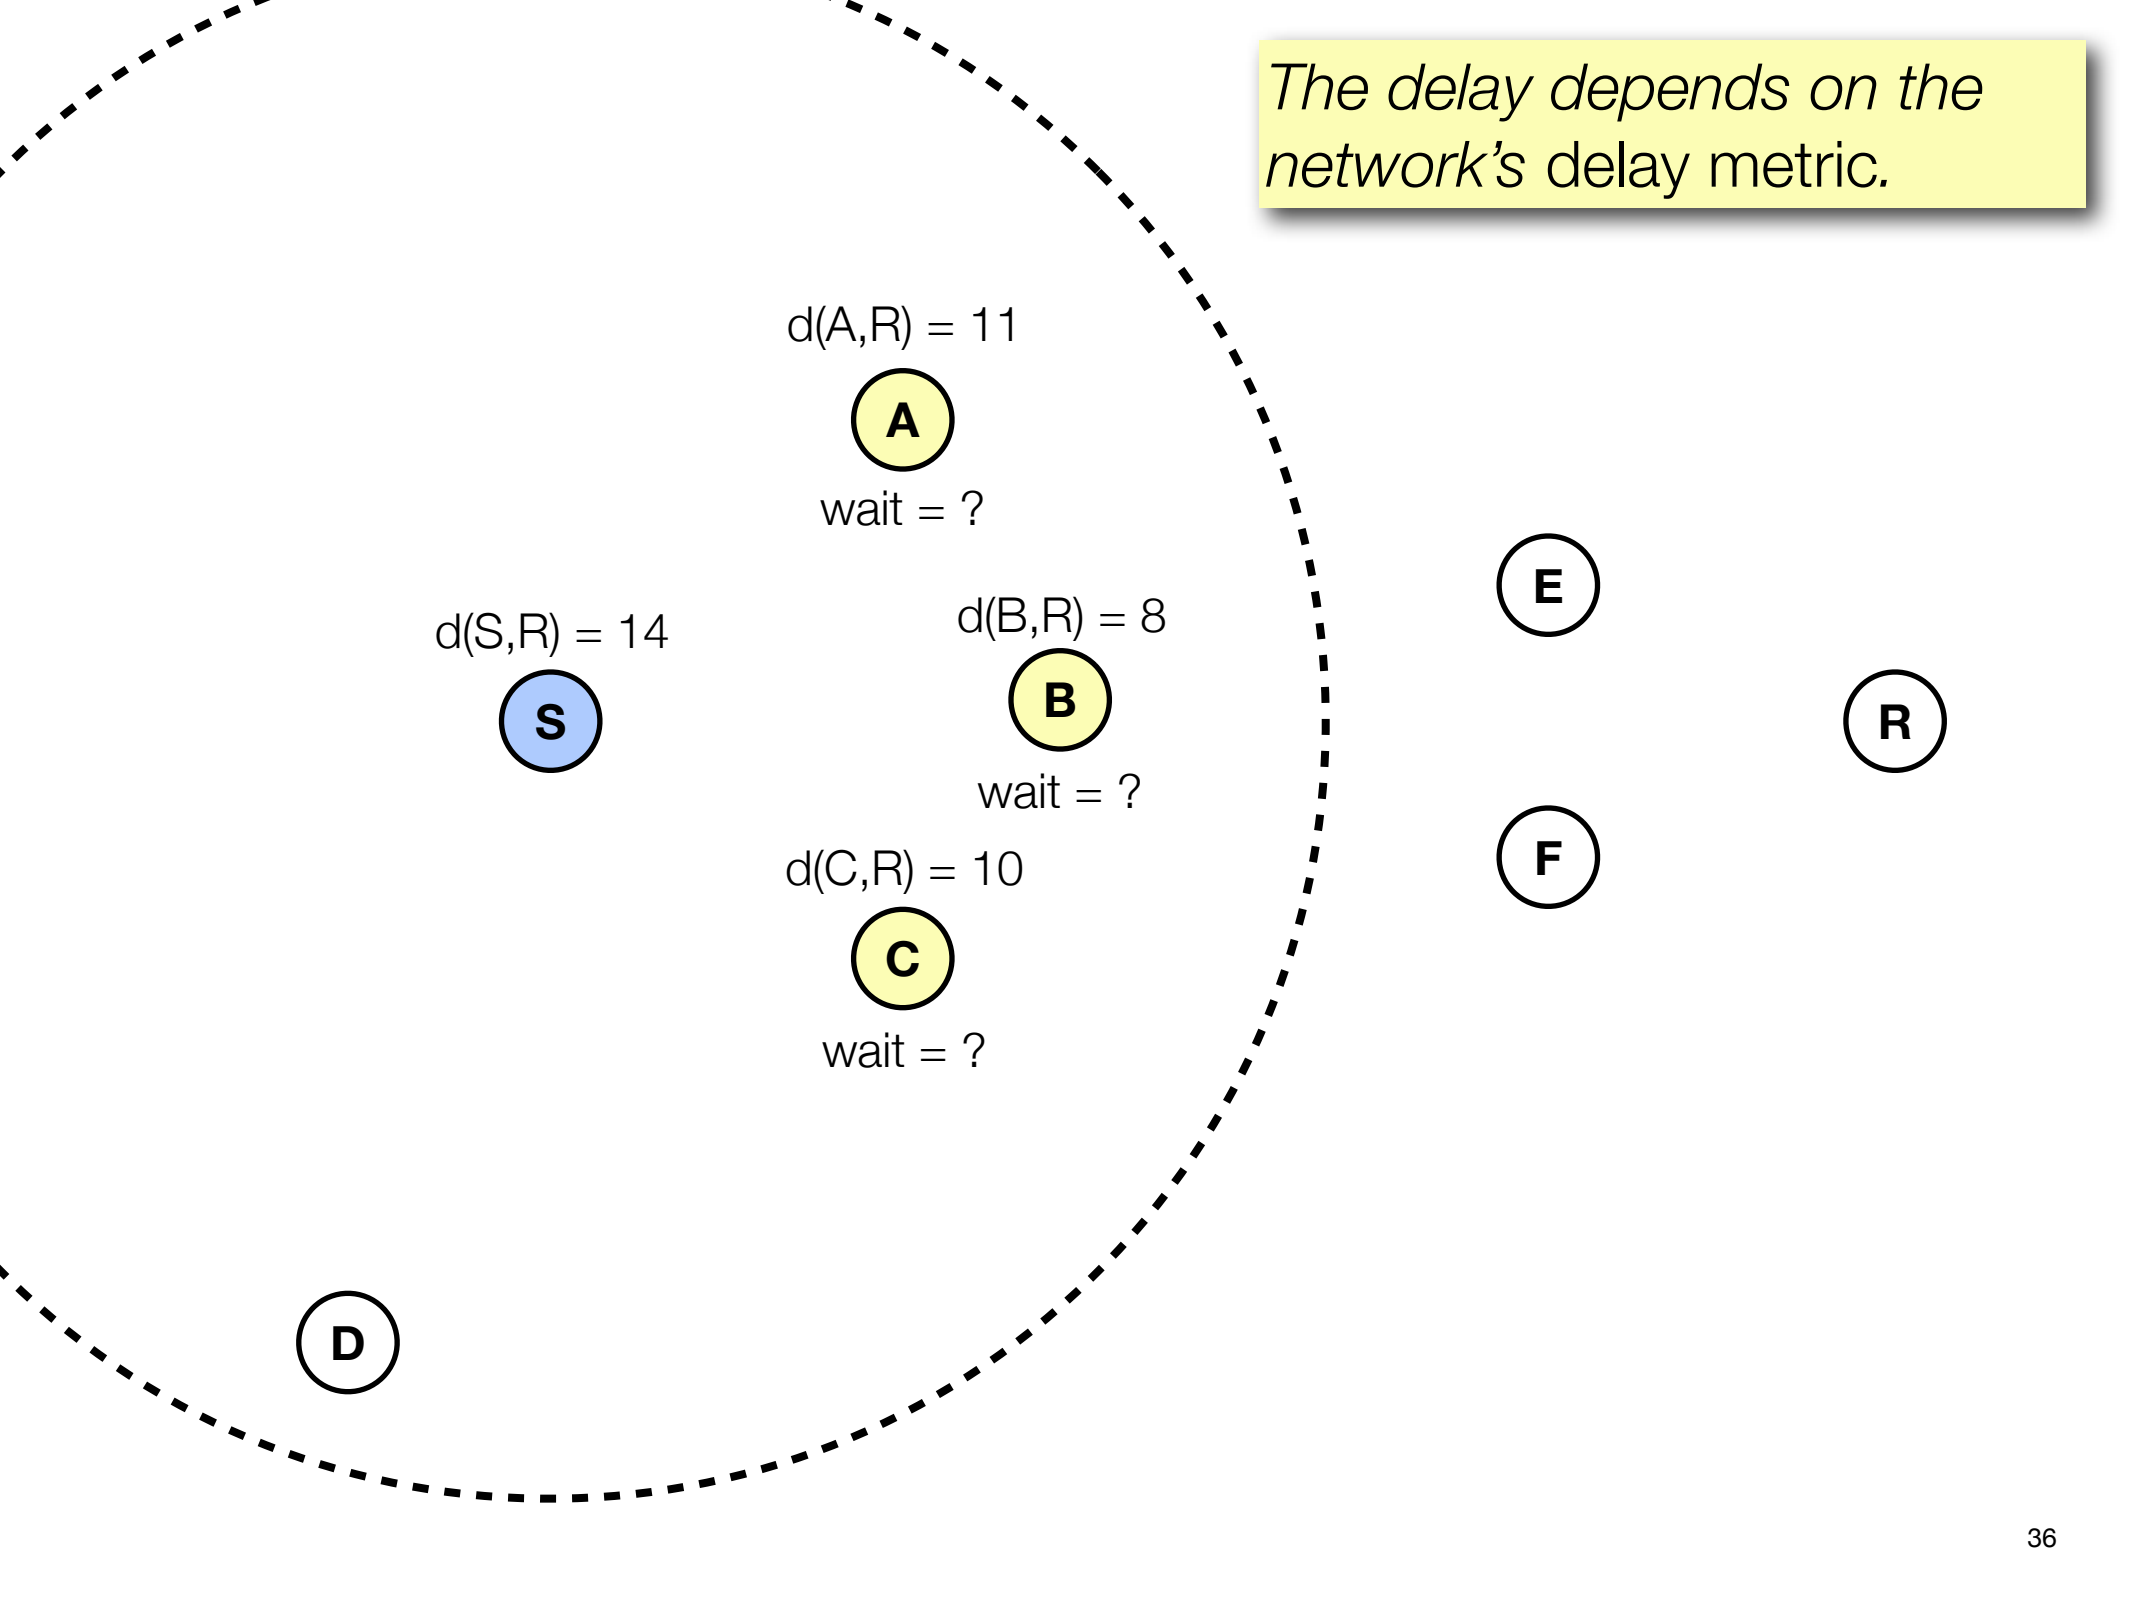 The delay depends on the
network’s delay metric.
d(A,R) = 11
A
wait = ?
d(S,R) = 14
S
d(B,R) = 8
B
wait = ?
E
R
d(C,R) = 10
C
wait = ?
F
D
36